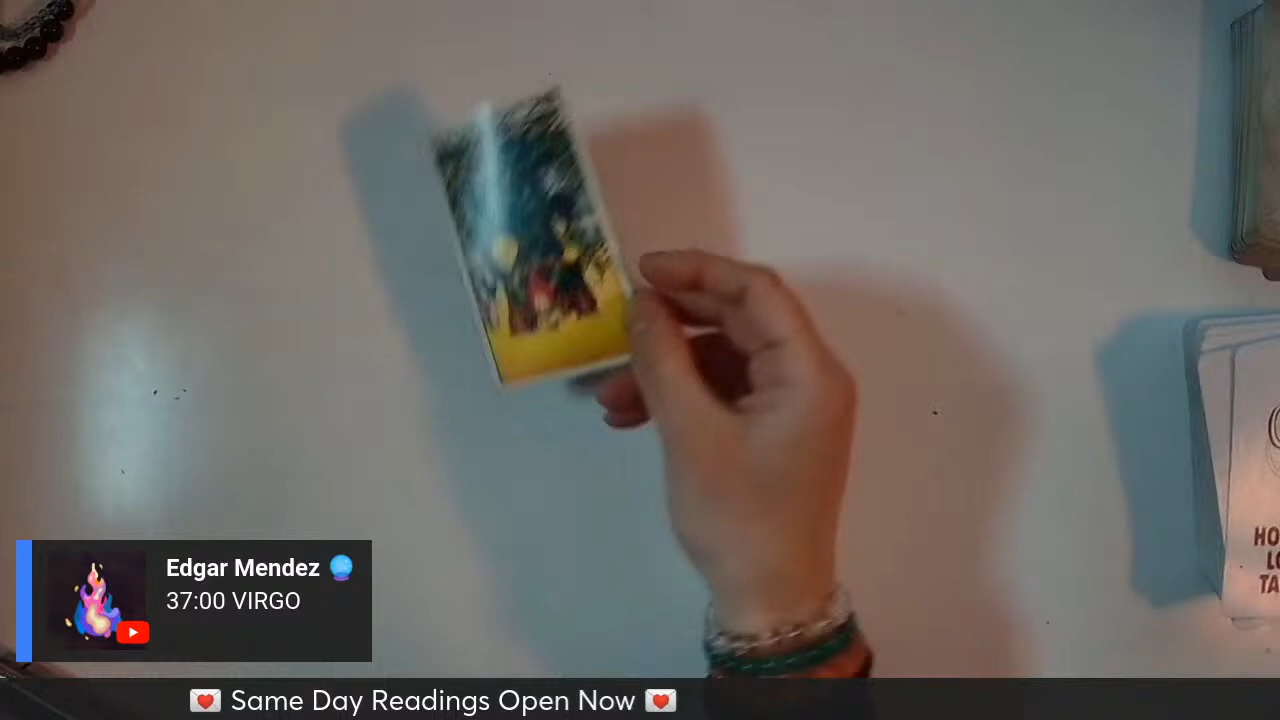 Edgar Mendez 🔮
37:00 VIRGO
💌 Same Day Readings Open Now 💌